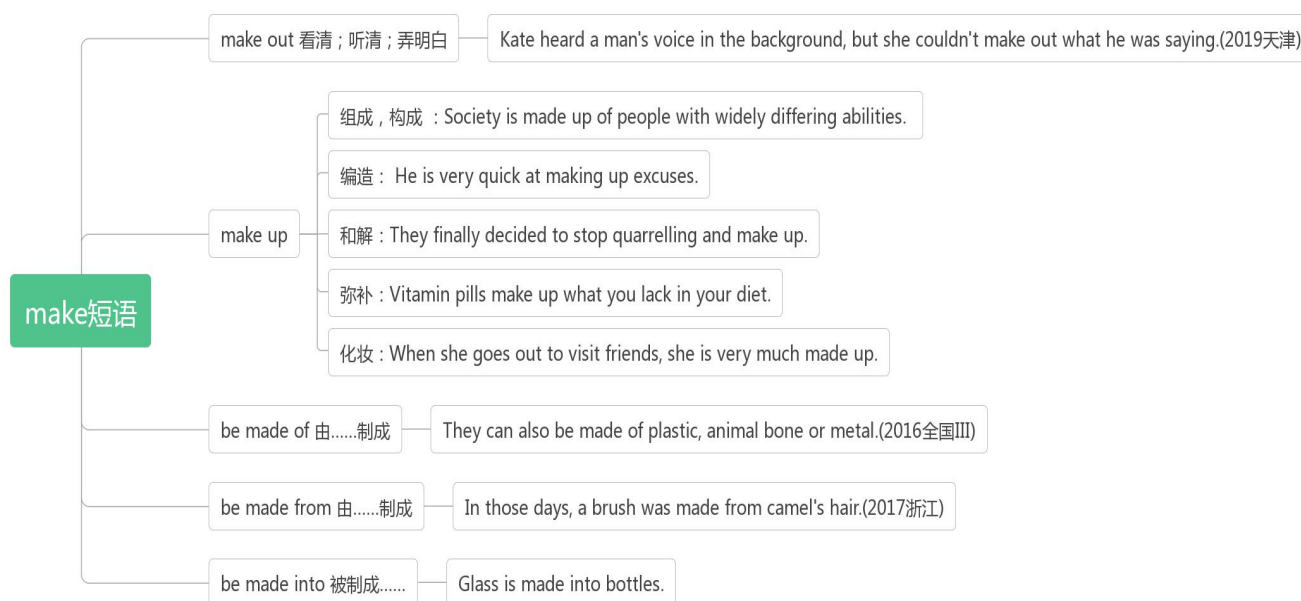 make短语
make out 看清；听清；弄明白
Kate heard a man's voice in the background, but she couldn't make out what he was saying.(2019天津)
make up
组成，构成 ：Society is made up of people with widely differing abilities.
编造： He is very quick at making up excuses.
和解：They finally decided to stop quarrelling and make up.
弥补：Vitamin pills make up what you lack in your diet.
化妆：When she goes out to visit friends, she is very much made up.
be made of 由……制成
They can also be made of plastic, animal bone or metal.(2016全国III)
be made from 由……制成
In those days, a brush was made from camel's hair.(2017浙江)
be made into 被制成……
Glass is made into bottles.